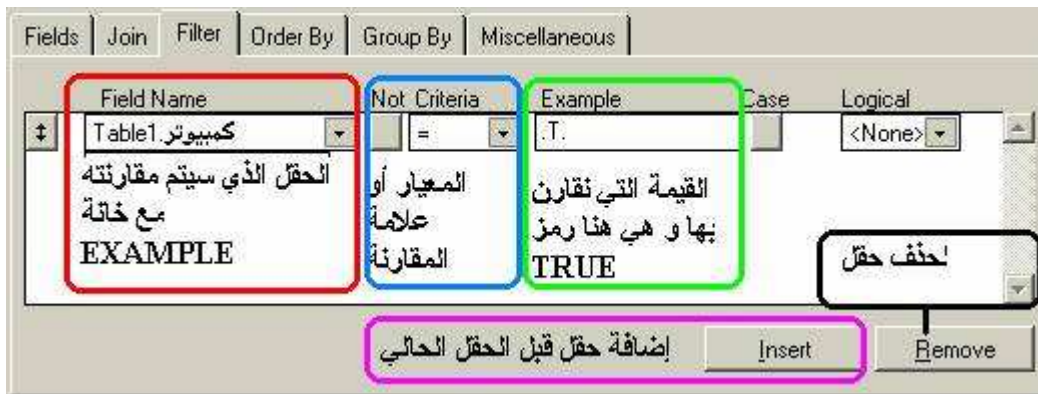 Fields Join Filter Order By Group By Miscellaneous
Field Name Not Criteria Example Case Logical
Table1.كمبيوتر = .T. <None>
الحقل الذي سيتم مقارنته
مع خانة
EXAMPLE
المعيار أو
علامة
المقارنة
القيمة التي نقارن
بها و هي هنا رمز
TRUE
لحذف حقل
إضافة حقل قبل الحقل الحالي
Insert Remove